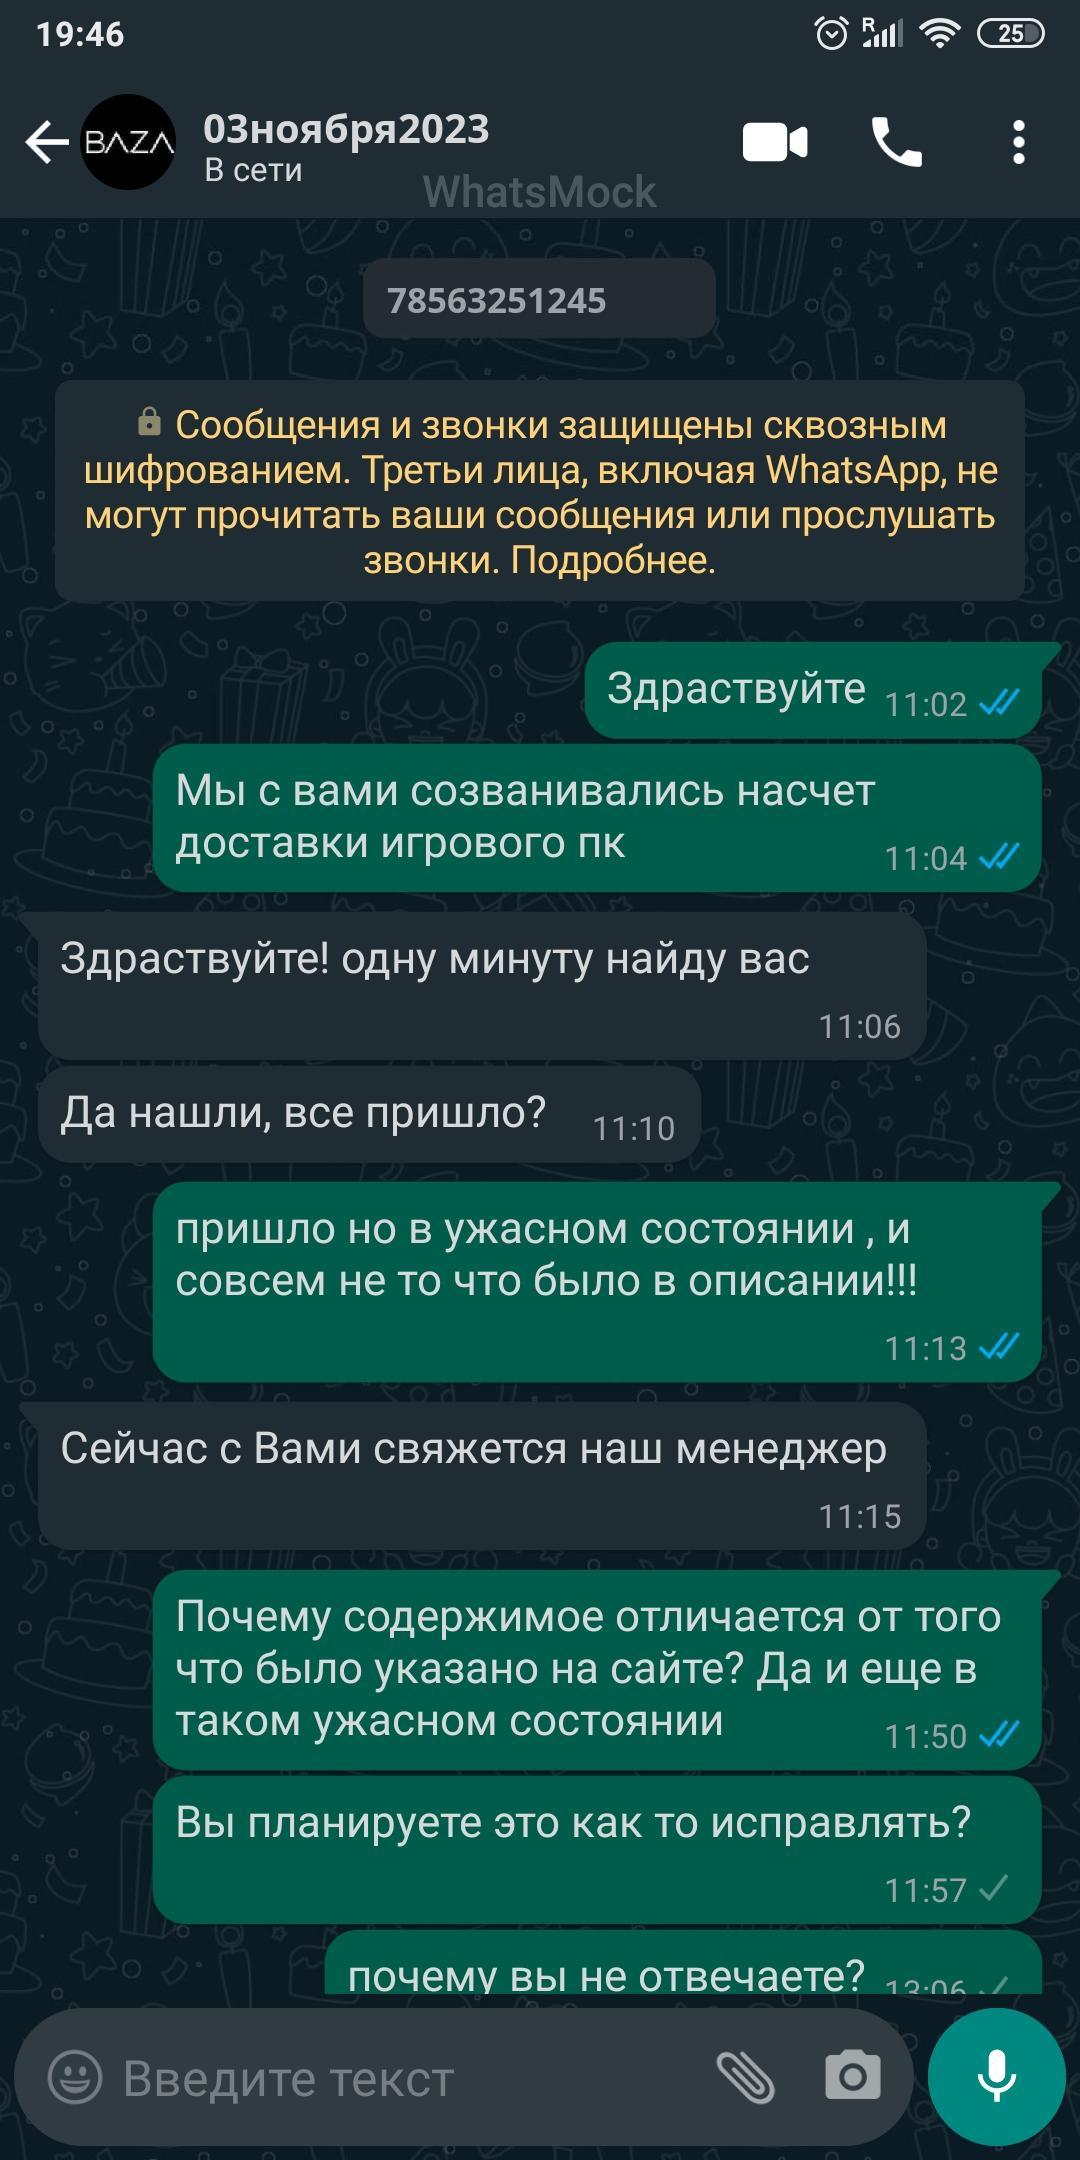 19:46
R
25
BAZA
03ноября2023
В сети
WhatsMock
78563251245
Сообщения и звонки защищены сквозным
шифрованием. Третьи лица, включая WhatsApp, не
могут прочитать ваши сообщения или прослушать
звонки. Подробнее.
Здраствуйте 11:02
Мы с вами созванивались насчет
доставки игрового пк 11:04
Здраствуйте! одну минуту найду вас
11:06
Да нашли, все пришло? 11:10
пришло но в ужасном состоянии , и
совсем не то что было в описании!!!
11:13
Сейчас с Вами свяжется наш менеджер
11:15
Почему содержимое отличается от того
что было указано на сайте? Да и еще в
таком ужасном состоянии 11:50
Вы планируете это как то исправлять?
11:57
почему вы не отвечаете? 13:06
Введите текст